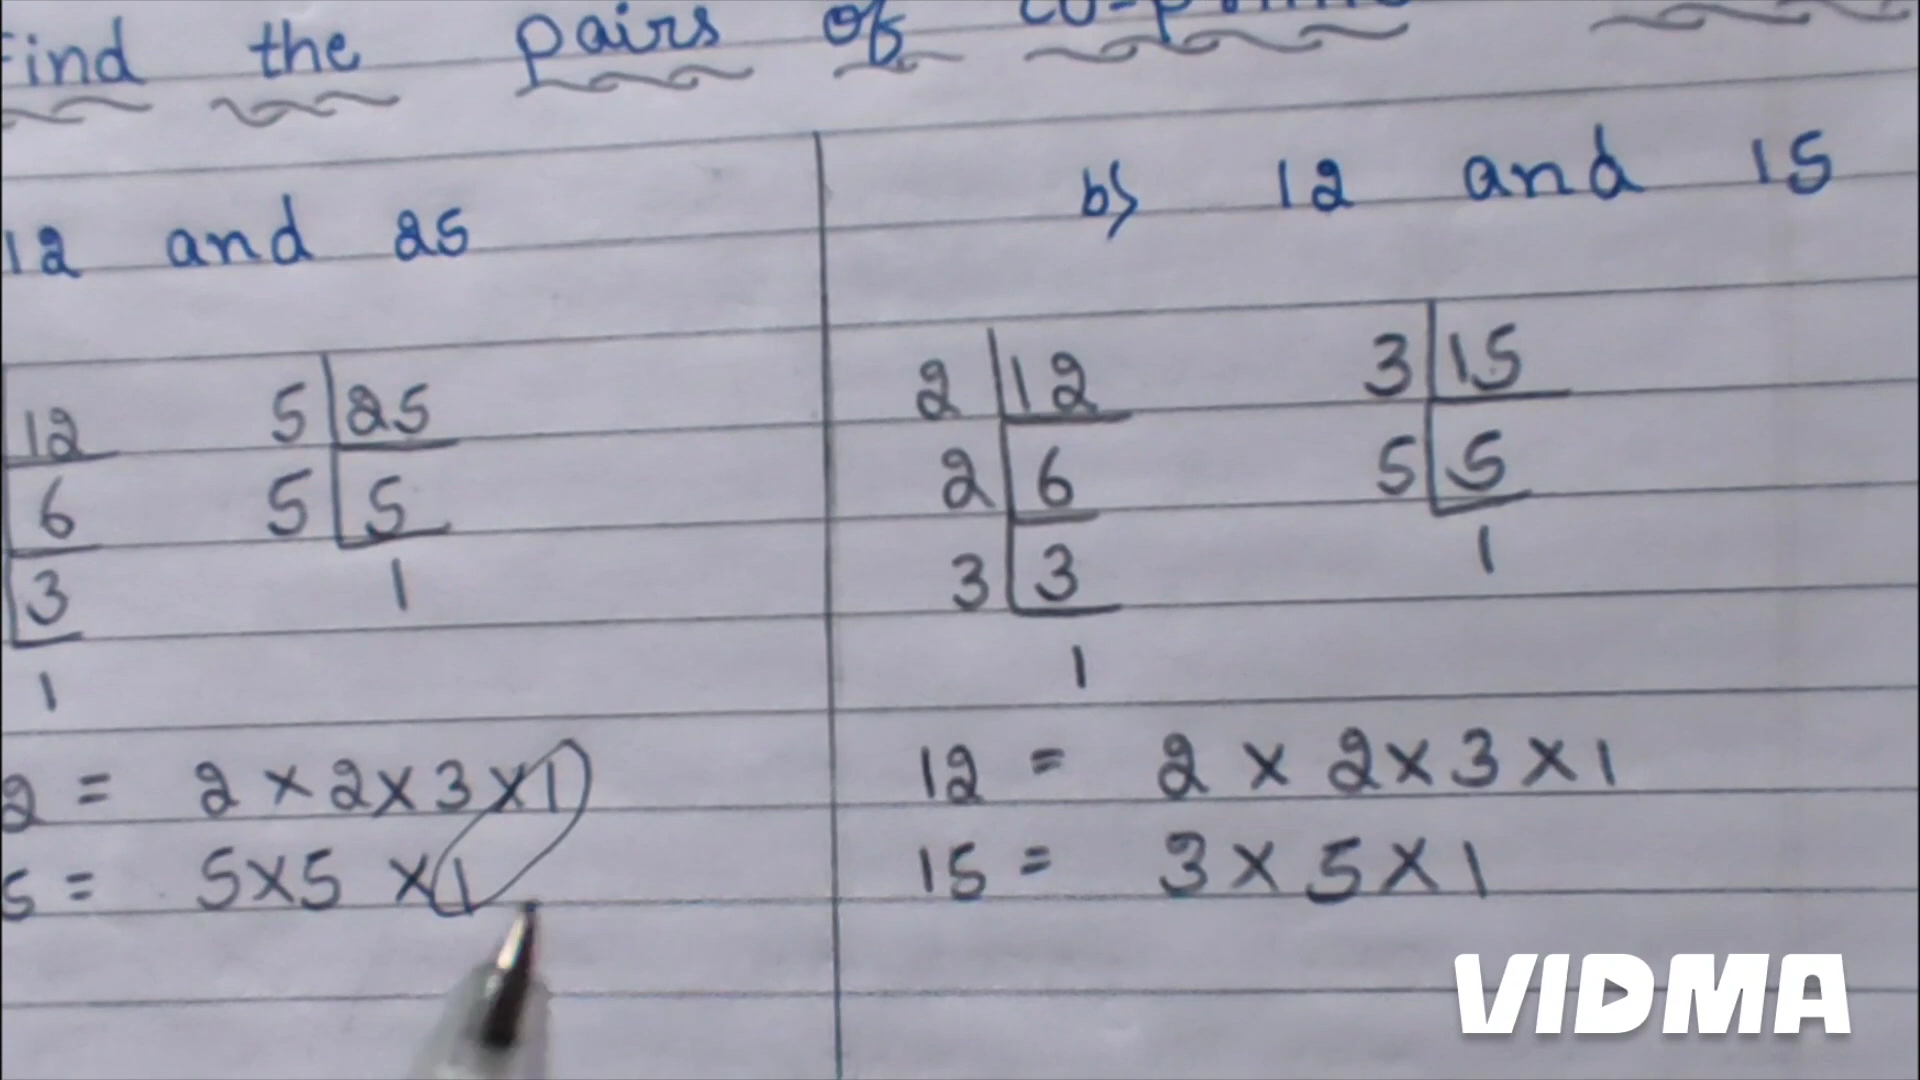 Find the pairs of co-prime
12 and 25
12 5 25
6 5 5
3 1
1
2 = 2 × 2 × 3 × 1
5 = 5 × 5 × 1
b) 12 and 15
2 12 3 15
2 6 5 5
3 3 1
1
12 = 2 × 2 × 3 × 1
15 = 3 × 5 × 1
VIDMA